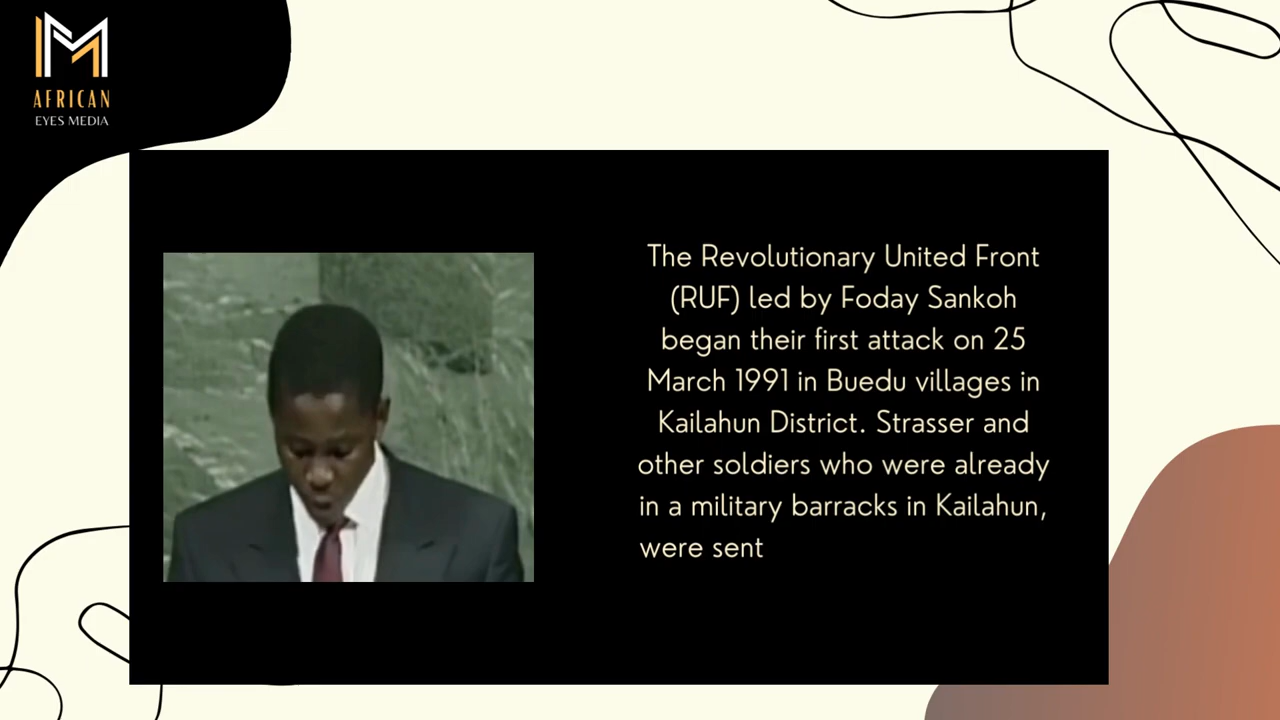 AFRICAN
EYES MEDIA
The Revolutionary United Front
(RUF) led by Foday Sankoh
began their first attack on 25
March 1991 in Buedu villages in
Kailahun District. Strasser and
other soldiers who were already
in a military barracks in Kailahun,
were sent